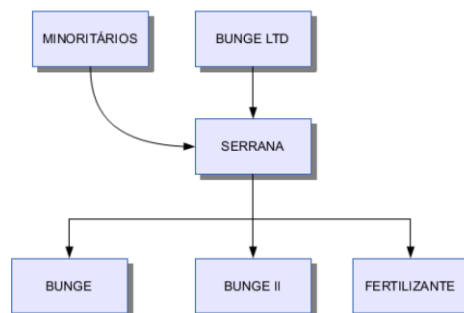 MINORITÁRIOS
BUNGE LTD
SERRANA
BUNGE
BUNGE II
FERTILIZANTE